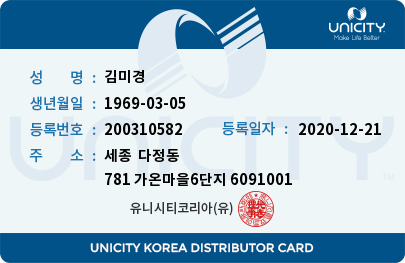 UNICITY
Make Life Better
성 명 : 김미경
생년월일 : 1969-03-05
등록번호 : 200310582 등록일자 : 2020-12-21
주 소 : 세종 다정동
781 가온마을6단지 6091001
유니시티코리아(유)
UNICITY
UNICITY KOREA DISTRIBUTOR CARD